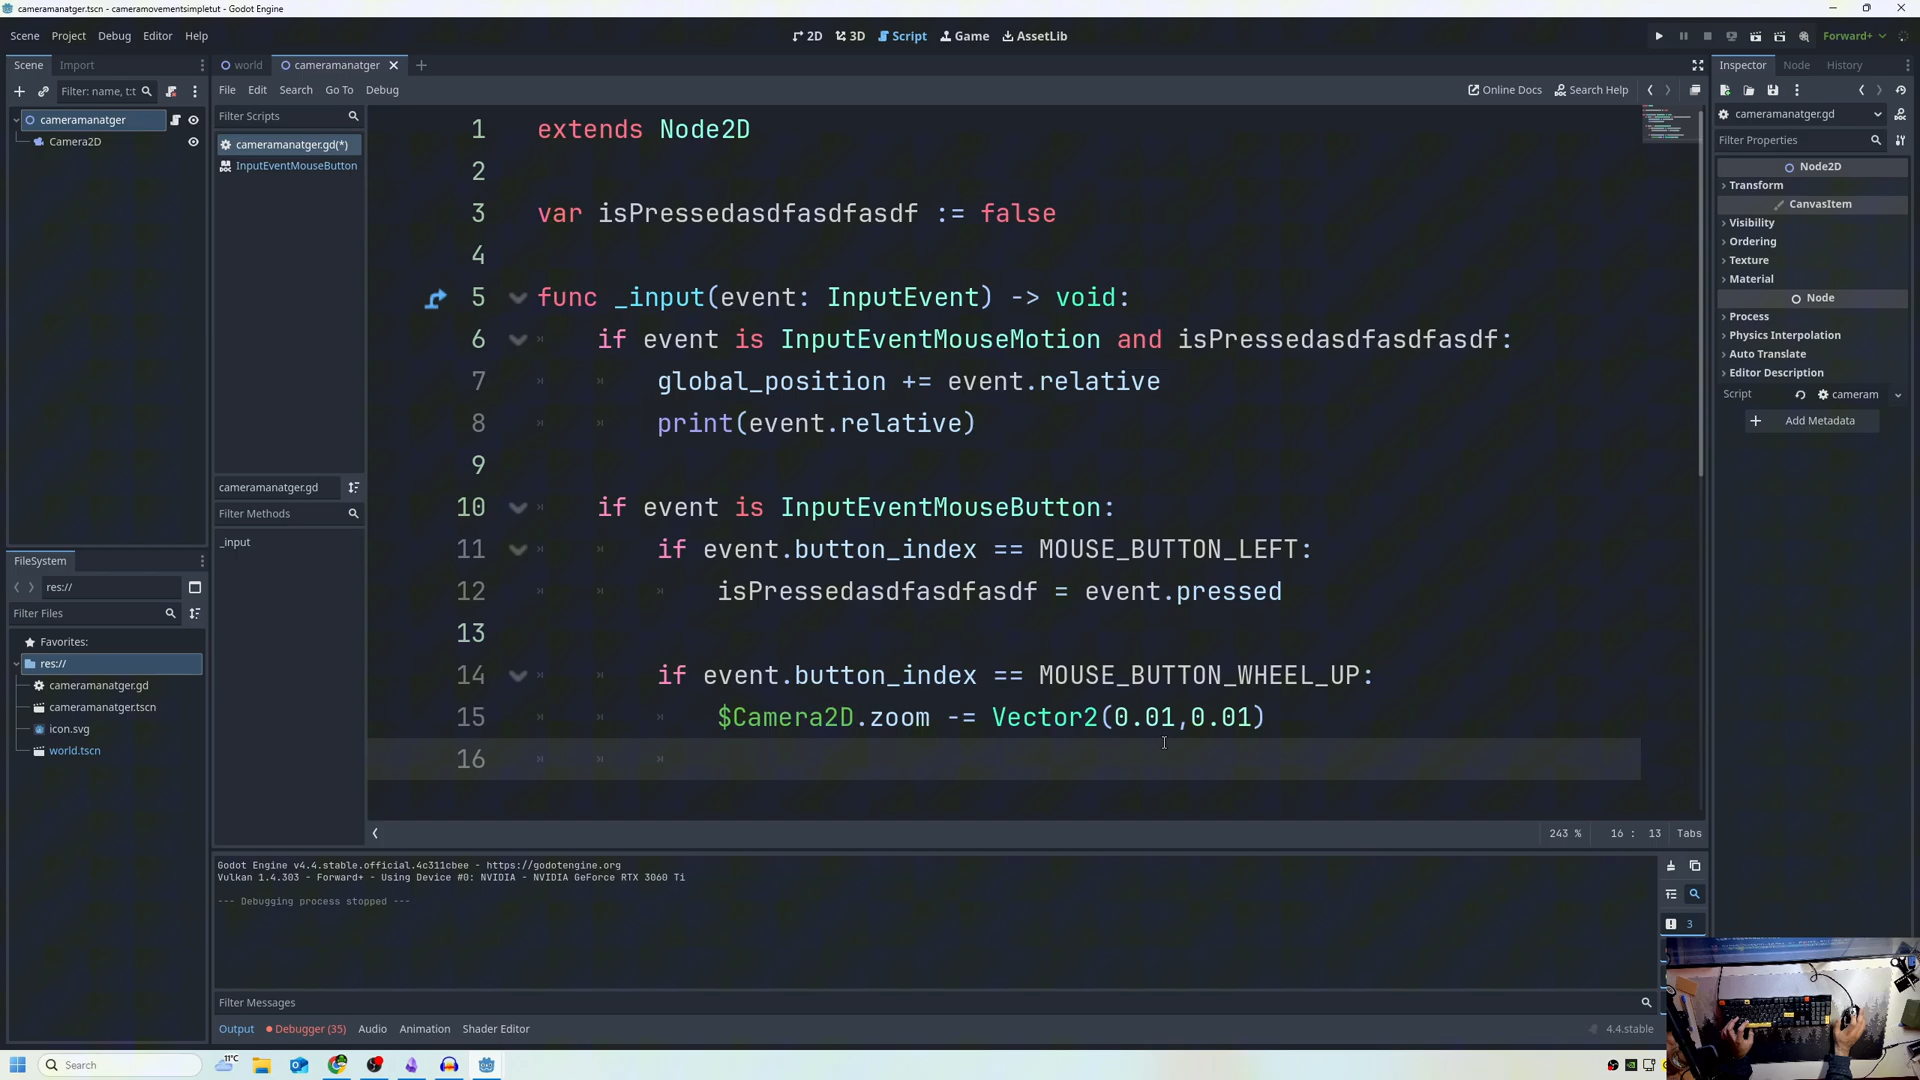 cameramanatger.tscn - cameramovementsimpletut - Godot Engine
Scene Project Debug Editor Help
2D 3D Script Game AssetLib
Forward+
Scene Import
Filter: name, t:t
cameramanatger
Camera2D
world cameramanatger
File Edit Search Go To Debug
Online Docs Search Help
Filter Scripts
cameramanatger.gd(*)
InputEventMouseButton
cameramanatger.gd
Filter Methods
_input
1 extends Node2D
2
3 var isPressedasdfasdfasdf := false
4
5 func _input(event: InputEvent) -> void:
6 if event is InputEventMouseMotion and isPressedasdfasdfasdf:
7 global_position += event.relative
8 print(event.relative)
9
10 if event is InputEventMouseButton:
11 if event.button_index == MOUSE_BUTTON_LEFT:
12 isPressedasdfasdfasdf = event.pressed
13
14 if event.button_index == MOUSE_BUTTON_WHEEL_UP:
15 $Camera2D.zoom -= Vector2(0.01,0.01)
16
243 % 16 : 13 Tabs
FileSystem
res://
Filter Files
Favorites:
res://
cameramanatger.gd
cameramanatger.tscn
icon.svg
world.tscn
Godot Engine v4.4.stable.official.4c311cbee - https://godotengine.org
Vulkan 1.4.303 - Forward+ - Using Device #0: NVIDIA - NVIDIA GeForce RTX 3060 Ti
--- Debugging process stopped ---
3
Filter Messages
Output Debugger (35) Audio Animation Shader Editor
4.4.stable
Inspector Node History
cameramanatger.gd
Filter Properties
Node2D
Transform
CanvasItem
Visibility
Ordering
Texture
Material
Node
Process
Physics Interpolation
Auto Translate
Editor Description
Script cameram
Add Metadata
Search
11°C